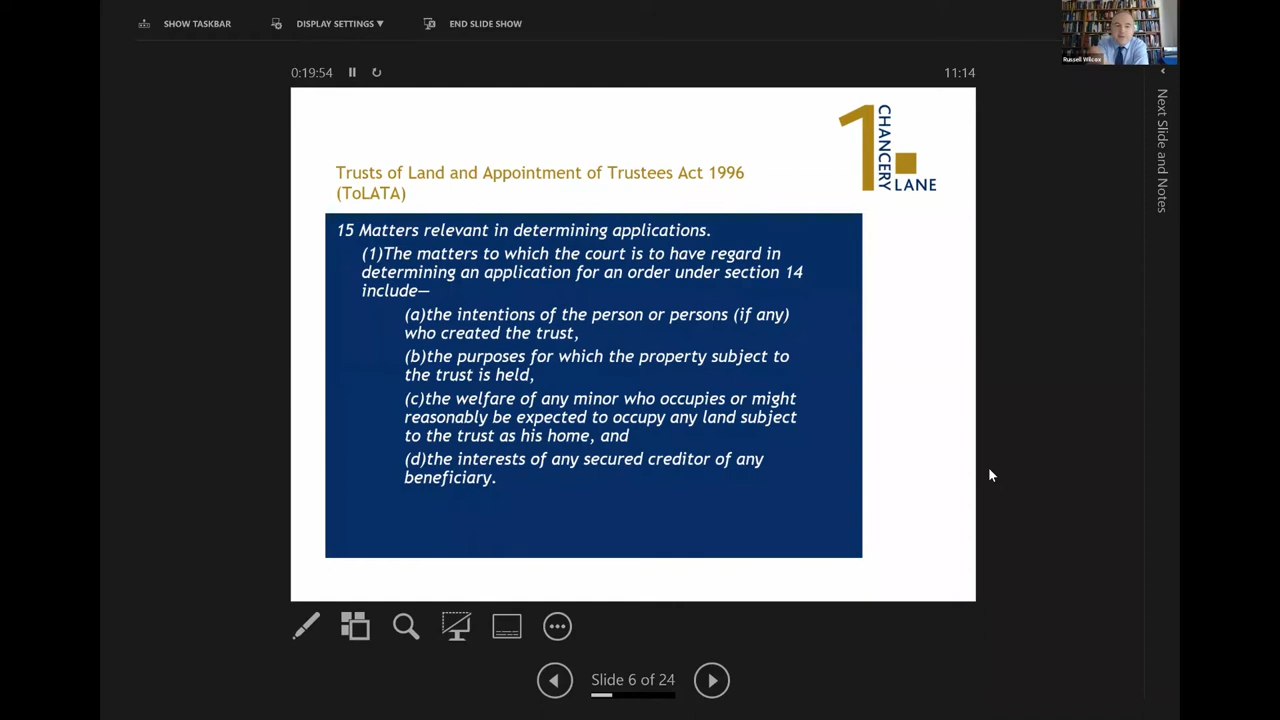 SHOW TASKBAR
DISPLAY SETTINGS ▼
END SLIDE SHOW
Russell Wilcox
0:19:54
11:14
Next Slide and Notes
1 CHANCERY LANE
Trusts of Land and Appointment of Trustees Act 1996
(ToLATA)
15 Matters relevant in determining applications.
(1)The matters to which the court is to have regard in
determining an application for an order under section 14
include—
(a)the intentions of the person or persons (if any)
who created the trust,
(b)the purposes for which the property subject to
the trust is held,
(c)the welfare of any minor who occupies or might
reasonably be expected to occupy any land subject
to the trust as his home, and
(d)the interests of any secured creditor of any
beneficiary.
Slide 6 of 24